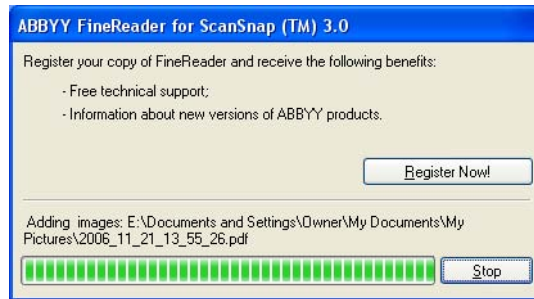 ABBYY FineReader for ScanSnap (TM) 3.0
Register your copy of FineReader and receive the following benefits:
- Free technical support;
- Information about new versions of ABBYY products.
Register Now!
Adding images: E:\Documents and Settings\Owner\My Documents\My
Pictures\2006_11_21_13_55_26.pdf
Stop